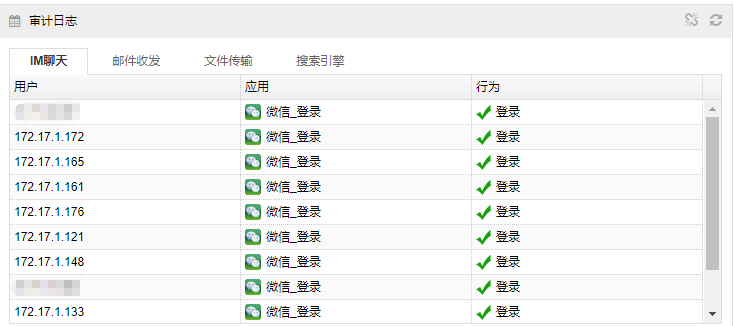 审计日志
IM聊天 邮件收发 文件传输 搜索引擎
用户 应用 行为
微信_登录 登录
172.17.1.172 微信_登录 登录
172.17.1.165 微信_登录 登录
172.17.1.161 微信_登录 登录
172.17.1.176 微信_登录 登录
172.17.1.121 微信_登录 登录
172.17.1.148 微信_登录 登录
微信_登录 登录
172.17.1.133 微信_登录 登录